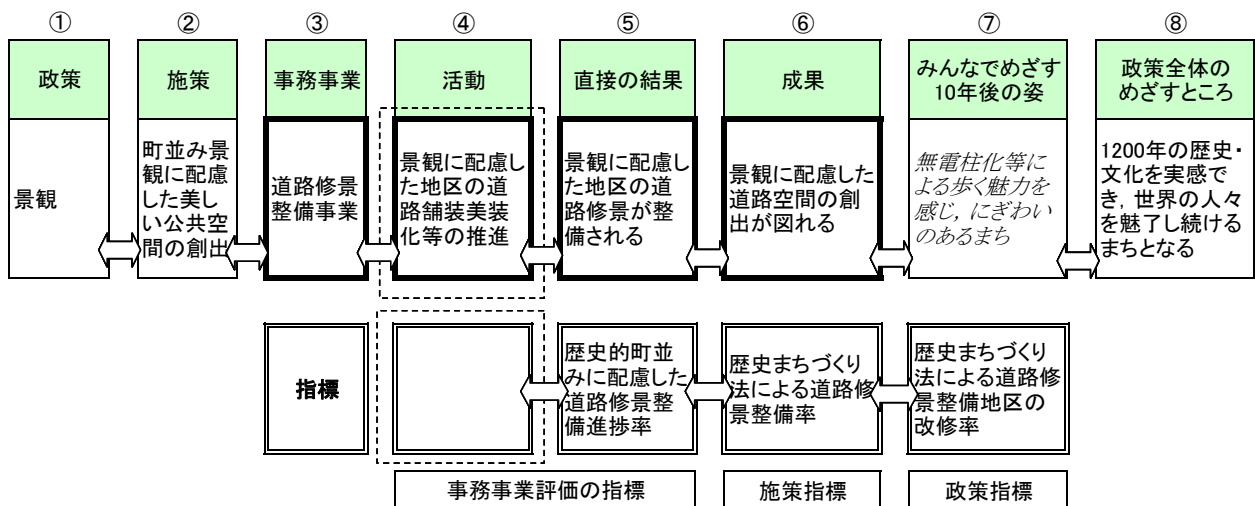 ①
②
③
④
⑤
⑥
⑦
⑧
政策
施策
事務事業
活動
直接の結果
成果
みんなでめざす
10年後の姿
政策全体の
めざすところ
景観
町並み景
観に配慮
した美し
い公共空
間の創出
道路修景
整備事業
景観に配慮し
た地区の道
路舗装美装
化等の推進
景観に配慮し
た地区の道
路修景が整
備される
景観に配慮した
道路空間の創
出が図れる
無電柱化等に
よる歩く魅力を
感じ，にぎわい
のあるまち
1200年の歴史・
文化を実感で
き，世界の人々
を魅了し続ける
まちとなる
指標
歴史的町並
みに配慮した
道路修景整
備進捗率
歴史まちづくり
法による道路修
景整備率
歴史まちづくり
法による道路修
景整備地区の
改修率
事務事業評価の指標
施策指標
政策指標